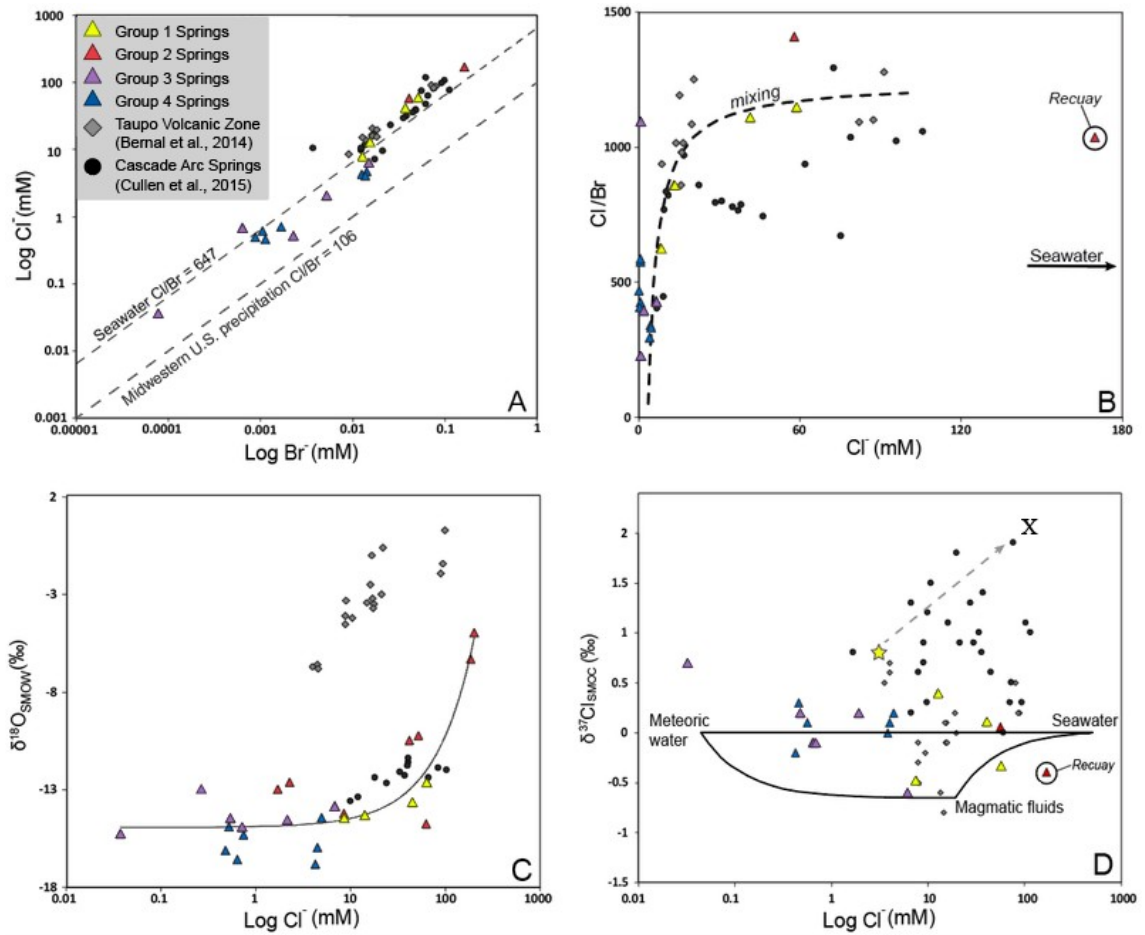 1000
100
10
1
0.1
0.01
0.001
0.00001
0.0001
0.001
0.01
0.1
1
Log Cl⁻ (mM)
Log Br⁻ (mM)
Group 1 Springs
Group 2 Springs
Group 3 Springs
Group 4 Springs
Taupo Volcanic Zone
(Bernal et al., 2014)
Cascade Arc Springs
(Cullen et al., 2015)
Seawater Cl/Br = 647
Midwestern U.S. precipitation Cl/Br = 106
A
1500
1000
500
0
0
60
120
180
Cl/Br
Cl⁻ (mM)
mixing
Recuay
Seawater
B
2
-3
-8
-13
-18
0.01
0.1
1
10
100
1000
δ¹⁸O SMOW (‰)
Log Cl⁻ (mM)
C
2
1.5
1
0.5
0
-0.5
-1
-1.5
0.01
0.1
1
10
100
1000
δ³⁷Cl SMOC (‰)
Log Cl⁻ (mM)
X
Meteoric
water
Seawater
Recuay
Magmatic fluids
D